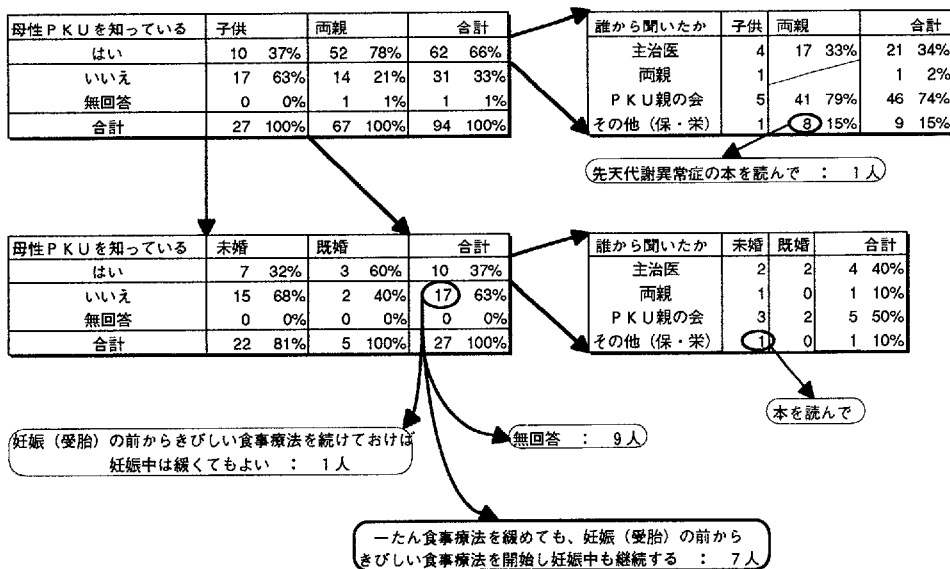 母性ＰＫＵを知っている 子供 両親 合計
はい 10 37% 52 78% 62 66%
いいえ 17 63% 14 21% 31 33%
無回答 0 0% 1 1% 1 1%
合計 27 100% 67 100% 94 100%
誰から聞いたか 子供 両親 合計
主治医 4 17 33% 21 34%
両親 1 1 2%
ＰＫＵ親の会 5 41 79% 46 74%
その他（保・栄） 1 8 15% 9 15%
先天代謝異常症の本を読んで ： 1人
母性ＰＫＵを知っている 未婚 既婚 合計
はい 7 32% 3 60% 10 37%
いいえ 15 68% 2 40% 17 63%
無回答 0 0% 0 0% 0 0%
合計 22 81% 5 100% 27 100%
誰から聞いたか 未婚 既婚 合計
主治医 2 2 4 40%
両親 1 0 1 10%
ＰＫＵ親の会 3 2 5 50%
その他（保・栄） 1 0 1 10%
本を読んで
妊娠（受胎）の前からきびしい食事療法を続けておけば
妊娠中は緩くてもよい ： 1人
無回答 ： 9人
一たん食事療法を緩めても、妊娠（受胎）の前から
きびしい食事療法を開始し妊娠中も継続する ： 7人